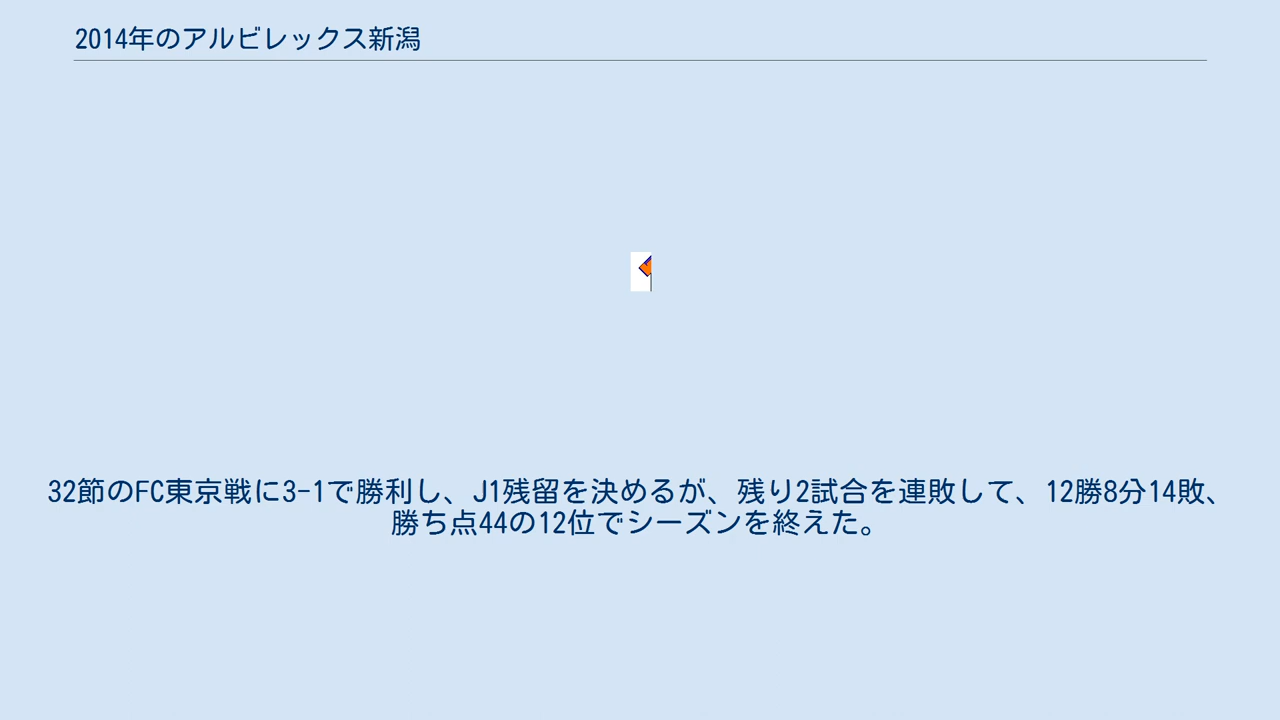 2014年のアルビレックス新潟
32節のFC東京戦に3-1で勝利し、J1残留を決めるが、残り2試合を連敗して、12勝8分14敗、
勝ち点44の12位でシーズンを終えた。